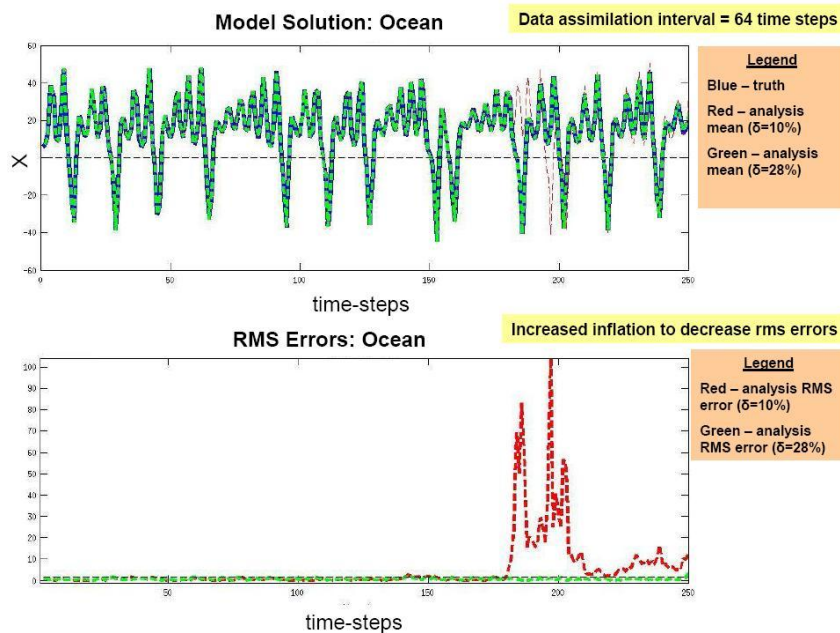 Model Solution: Ocean
Data assimilation interval = 64 time steps
60
40
20
0
-20
-40
-60
X
0
50
100
150
200
250
time-steps
Legend
Blue – truth
Red – analysis
mean (δ=10%)
Green – analysis
mean (δ=28%)
RMS Errors: Ocean
Increased inflation to decrease rms errors
100
90
80
70
60
50
40
30
20
10
0
50
100
150
200
250
time-steps
Legend
Red – analysis RMS
error (δ=10%)
Green – analysis
RMS error (δ=28%)